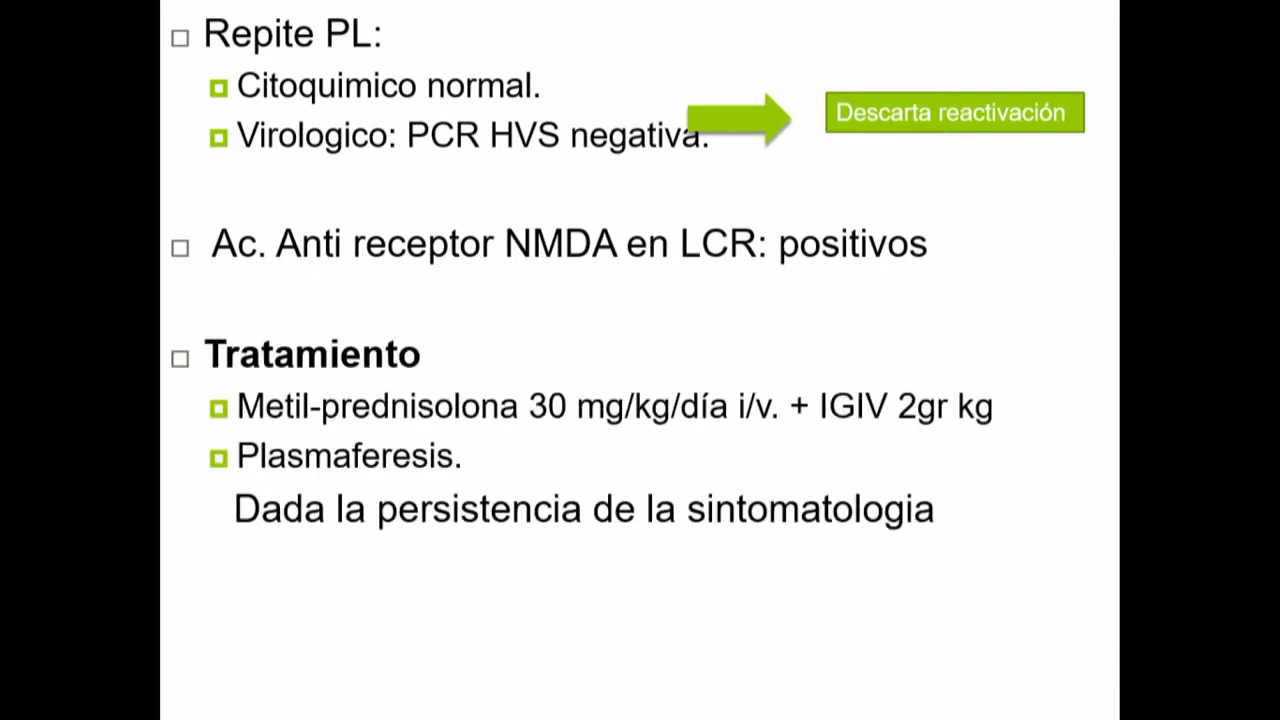 Repite PL:
Citoquimico normal.
Virologico: PCR HVS negativa.
Descarta reactivación
Ac. Anti receptor NMDA en LCR: positivos
Tratamiento
Metil-prednisolona 30 mg/kg/día i/v. + IGIV 2gr kg
Plasmaferesis.
Dada la persistencia de la sintomatologia